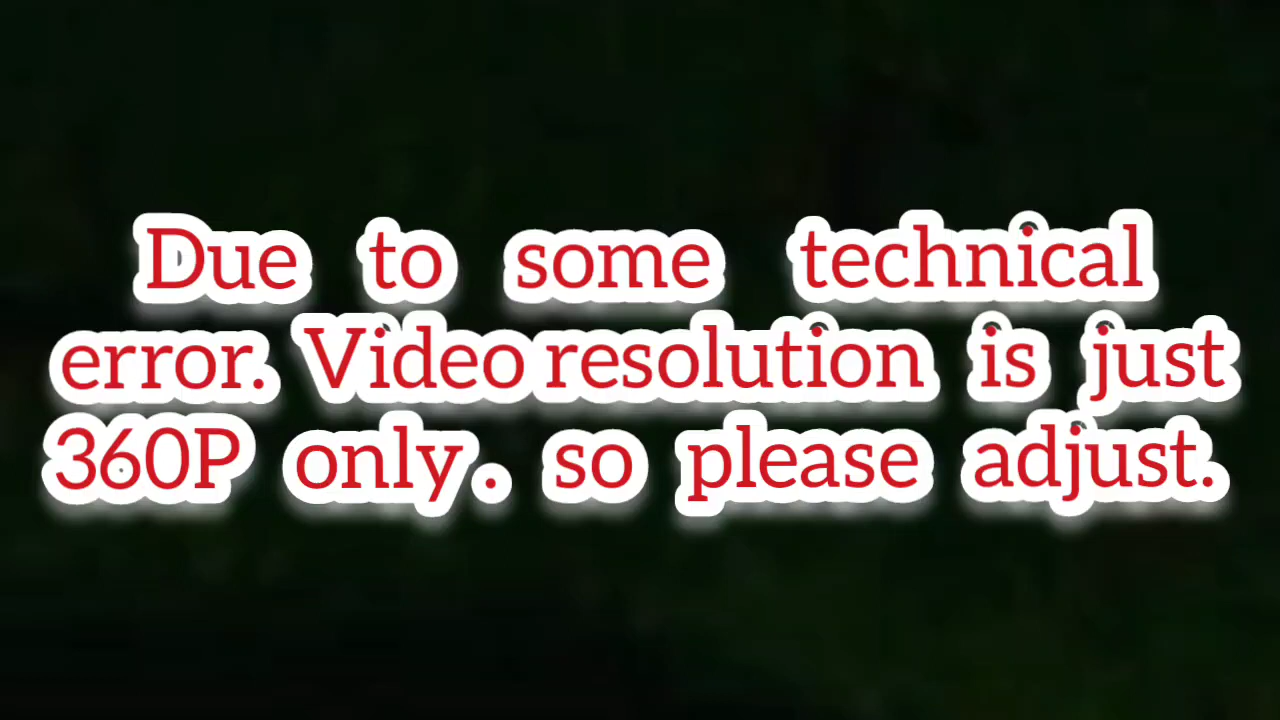 Due to some technical
error. Video resolution is just
360P only . so please adjust.